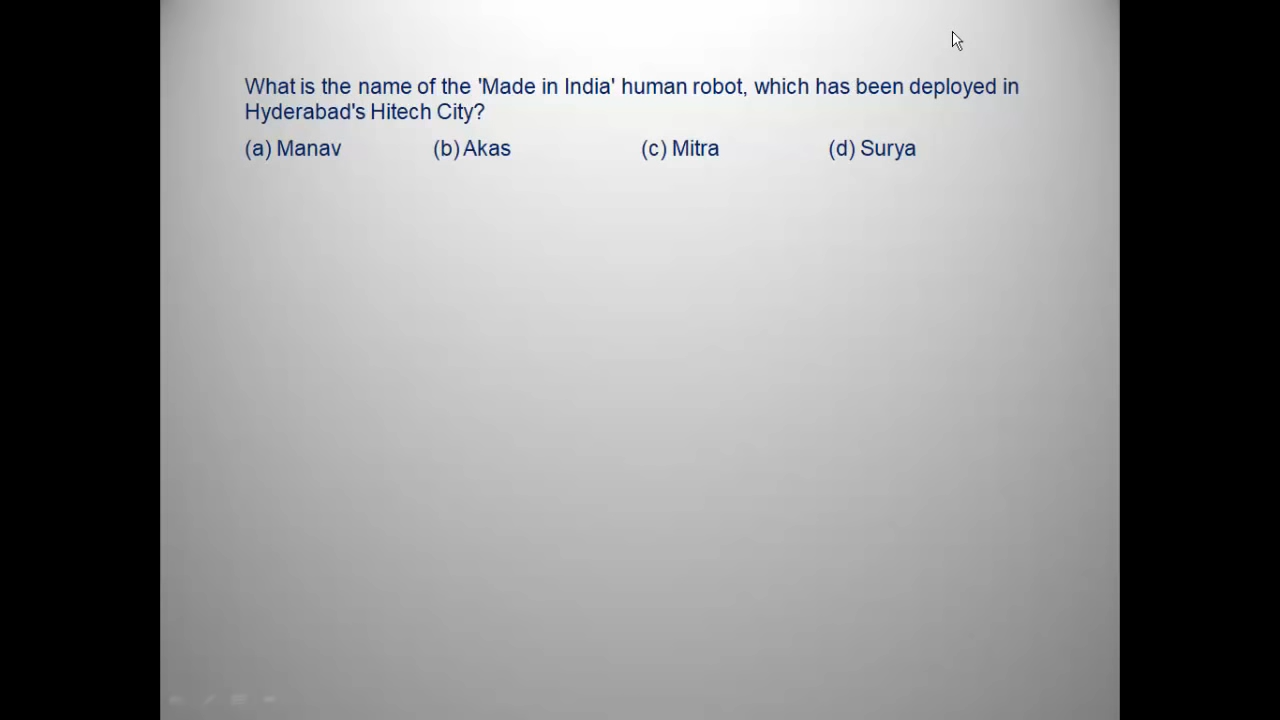 What is the name of the 'Made in India' human robot, which has been deployed in
Hyderabad's Hitech City?
(a) Manav (b) Akas (c) Mitra (d) Surya